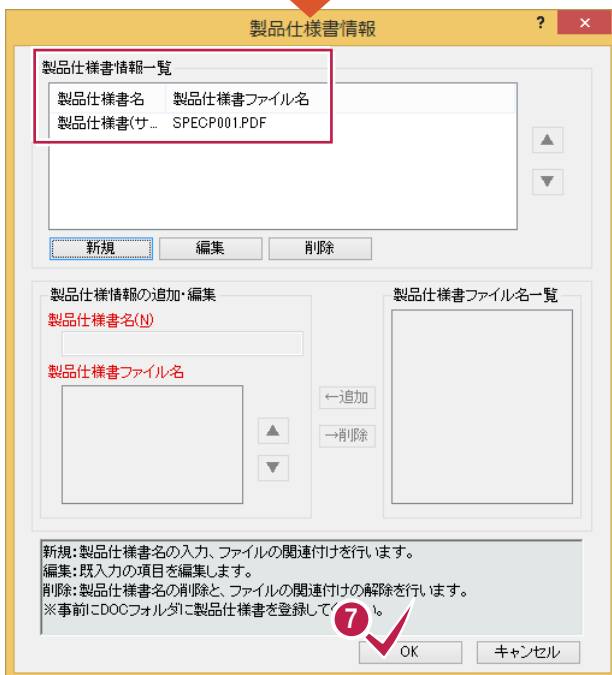 製品仕様書情報
? ×
製品仕様書情報一覧
製品仕様書名 製品仕様書ファイル名
製品仕様書(サ... SPECP001.PDF
▲
▼
新規 編集 削除
製品仕様情報の追加・編集 製品仕様書ファイル名一覧
製品仕様書名(N)
製品仕様書ファイル名
←追加
▲ →削除
▼
新規:製品仕様書名の入力、ファイルの関連付けを行います。
編集:既入力の項目を編集します。
削除:製品仕様書名の削除と、ファイルの関連付けの解除を行います。
※事前にDOCフォルダに製品仕様書を登録して い。
7
OK キャンセル